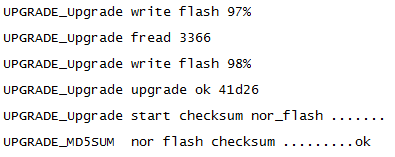 UPGRADE_Upgrade write flash 97%
UPGRADE_Upgrade fread 3366
UPGRADE_Upgrade write flash 98%
UPGRADE_Upgrade upgrade ok 41d26
UPGRADE_Upgrade start checksum nor_flash .......
UPGRADE_MD5SUM  nor flash checksum .........ok